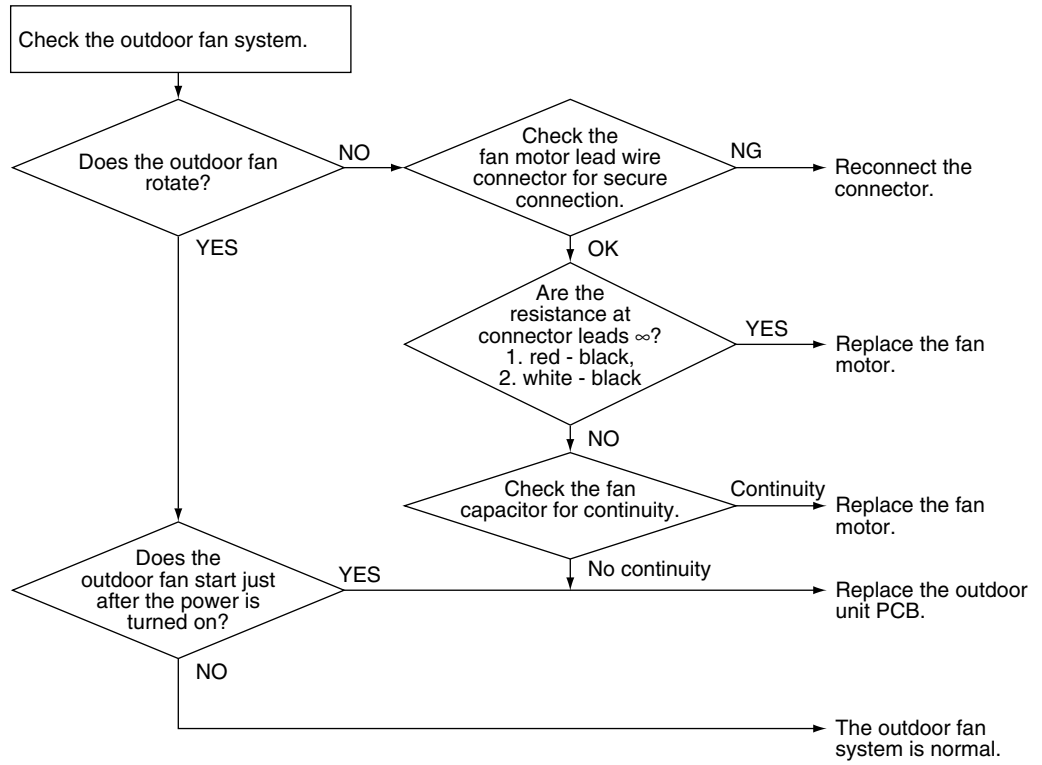 Check the outdoor fan system.
Does the outdoor fan
rotate?
NO
YES
Check the
fan motor lead wire
connector for secure
connection.
NG
Reconnect the
connector.
OK
Are the
resistance at
connector leads ∞?
1. red - black,
2. white - black
YES
Replace the fan
motor.
NO
Check the fan
capacitor for continuity.
Continuity
Replace the fan
motor.
No continuity
Does the
outdoor fan start just
after the power is
turned on?
YES
Replace the outdoor
unit PCB.
NO
The outdoor fan
system is normal.